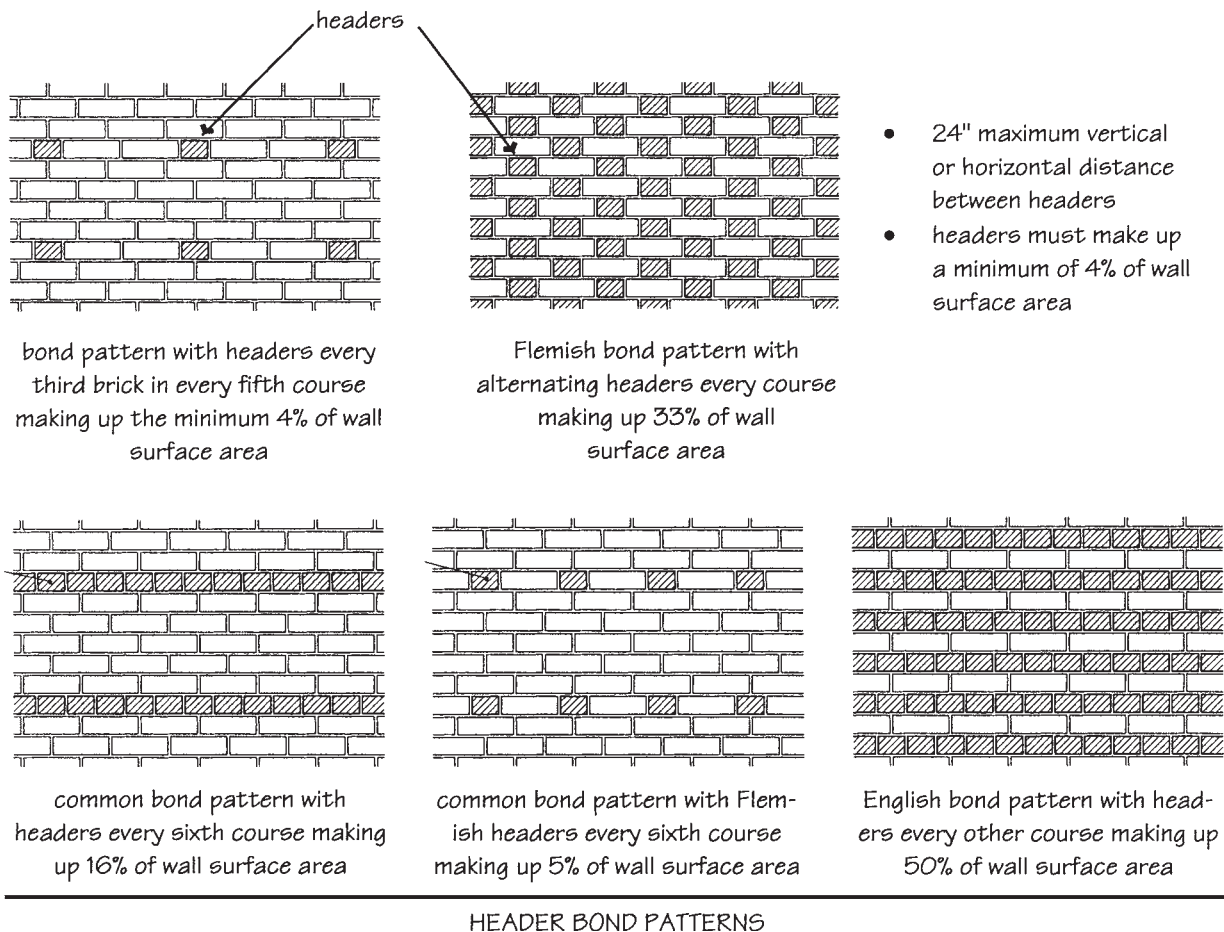 headers
• 24" maximum vertical
or horizontal distance
between headers
• headers must make up
a minimum of 4% of wall
surface area
bond pattern with headers every
third brick in every fifth course
making up the minimum 4% of wall
surface area
Flemish bond pattern with
alternating headers every course
making up 33% of wall
surface area
common bond pattern with
headers every sixth course making
up 16% of wall surface area
common bond pattern with Flem-
ish headers every sixth course
making up 5% of wall surface area
English bond pattern with head-
ers every other course making up
50% of wall surface area
HEADER BOND PATTERNS